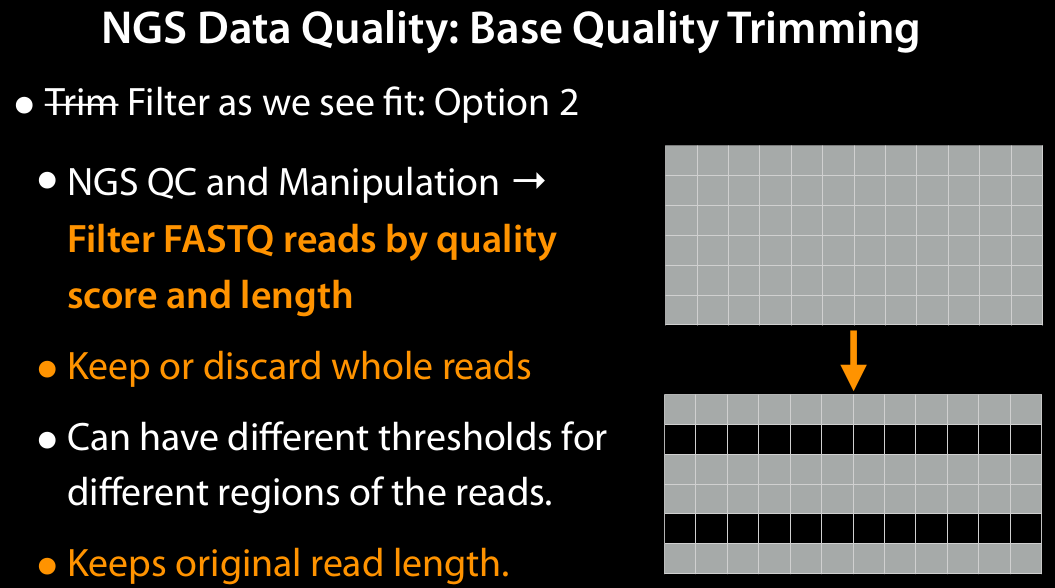 NGS Data Quality: Base Quality Trimming
• Trim Filter as we see fit: Option 2
• NGS QC and Manipulation →
Filter FASTQ reads by quality
score and length
• Keep or discard whole reads
• Can have different thresholds for
different regions of the reads.
• Keeps original read length.